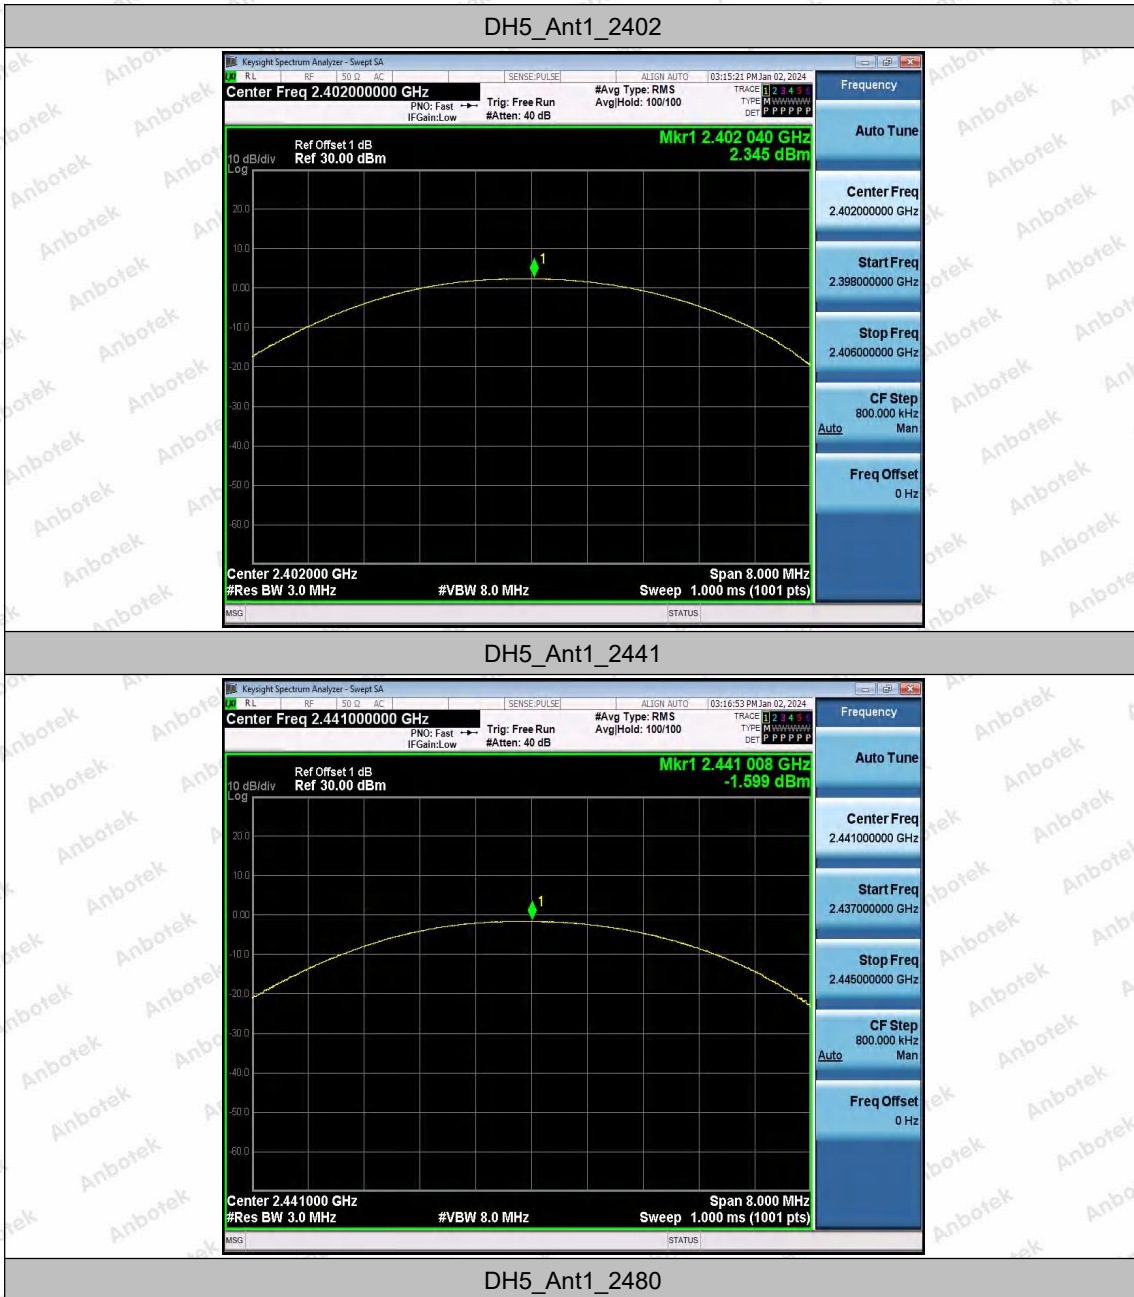 DH5_Ant1_2402
Keysight Spectrum Analyzer - Swept SA
LXI RL RF 50 Ω AC SENSE:PULSE ALIGN AUTO 03:15:21 PM Jan 02, 2024
Center Freq 2.402000000 GHz
PNO: Fast
IFGain:Low
Trig: Free Run
#Atten: 40 dB
#Avg Type: RMS
Avg|Hold: 100/100
TRACE 1 2 3 4 5 6
TYPE M W W W W W
DET P P P P P P
Mkr1 2.402 040 GHz
2.345 dBm
Ref Offset 1 dB
10 dB/div Ref 30.00 dBm
Log
20.0
10.0
0.00
-10.0
-20.0
-30.0
-40.0
-50.0
-60.0
1
Center 2.402000 GHz Span 8.000 MHz
#Res BW 3.0 MHz #VBW 8.0 MHz Sweep 1.000 ms (1001 pts)
MSG STATUS
Frequency
Auto Tune
Center Freq
2.402000000 GHz
Start Freq
2.398000000 GHz
Stop Freq
2.406000000 GHz
CF Step
800.000 kHz
Auto Man
Freq Offset
0 Hz
DH5_Ant1_2441
Keysight Spectrum Analyzer - Swept SA
LXI RL RF 50 Ω AC SENSE:PULSE ALIGN AUTO 03:16:53 PM Jan 02, 2024
Center Freq 2.441000000 GHz
PNO: Fast
IFGain:Low
Trig: Free Run
#Atten: 40 dB
#Avg Type: RMS
Avg|Hold: 100/100
TRACE 1 2 3 4 5 6
TYPE M W W W W W
DET P P P P P P
Mkr1 2.441 008 GHz
-1.599 dBm
Ref Offset 1 dB
10 dB/div Ref 30.00 dBm
Log
20.0
10.0
0.00
-10.0
-20.0
-30.0
-40.0
-50.0
-60.0
1
Center 2.441000 GHz Span 8.000 MHz
#Res BW 3.0 MHz #VBW 8.0 MHz Sweep 1.000 ms (1001 pts)
MSG STATUS
Frequency
Auto Tune
Center Freq
2.441000000 GHz
Start Freq
2.437000000 GHz
Stop Freq
2.445000000 GHz
CF Step
800.000 kHz
Auto Man
Freq Offset
0 Hz
DH5_Ant1_2480
Anbotek